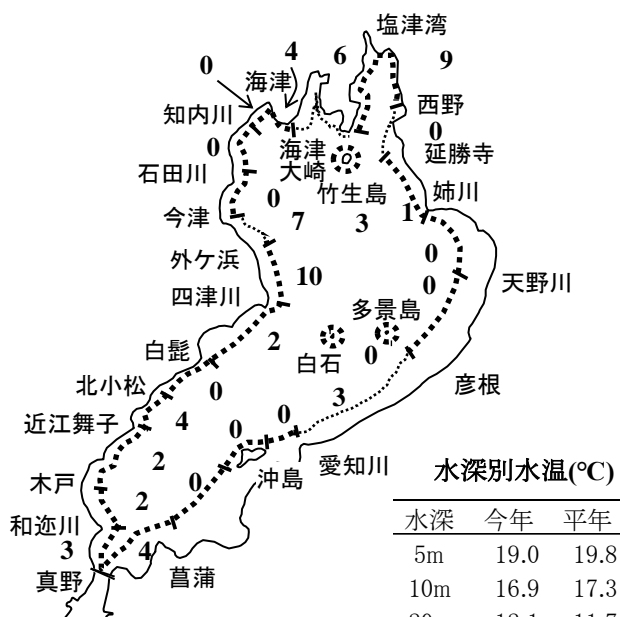 塩津湾
6
9
4
0
海津
知内川
西野
0
0
海津
大崎
延勝寺
石田川
竹生島
姉川
0
今津
7
3
1
外ケ浜
0
10
0
天野川
四津川
多景島
2
白髭
白石
0
0
3
彦根
北小松
4
0
0
近江舞子
2
0
沖島
愛知川
木戸
2
和迩川
3
4
真野
菖蒲
水深別水温(℃)
水深 今年 平年
5m 19.0 19.8
10m 16.9 17.3